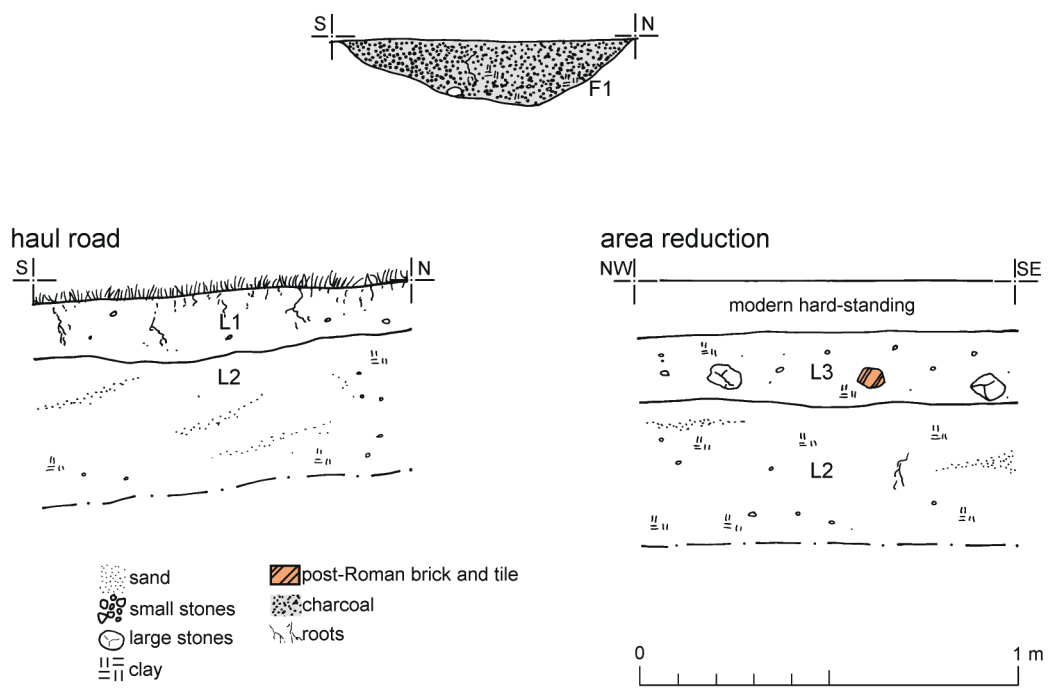 S N
F1
haul road
S N
L1
L2
area reduction
NW SE
modern hard-standing
L3
L2
sand
small stones
large stones
clay
post-Roman brick and tile
charcoal
roots
0 1 m